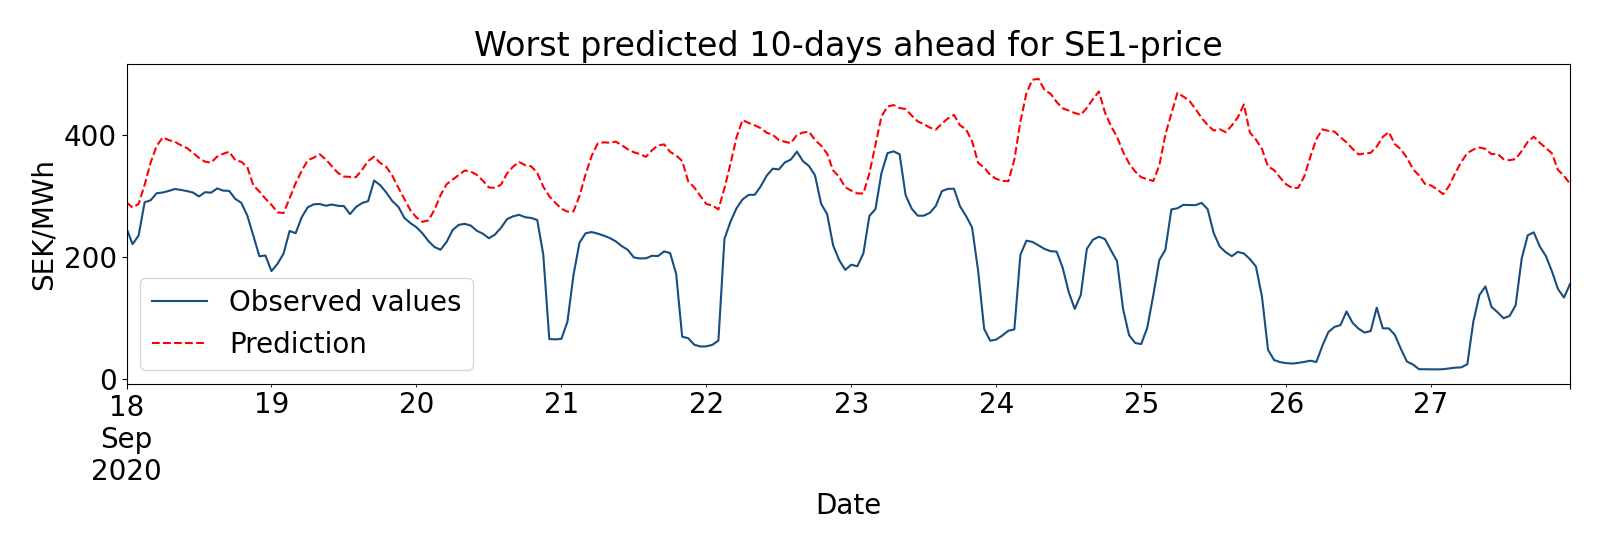 Worst predicted 10-days ahead for SE1-price
SEK/MWh
400
200
0
Observed values
Prediction
18 19 20 21 22 23 24 25 26 27
Sep
2020
Date